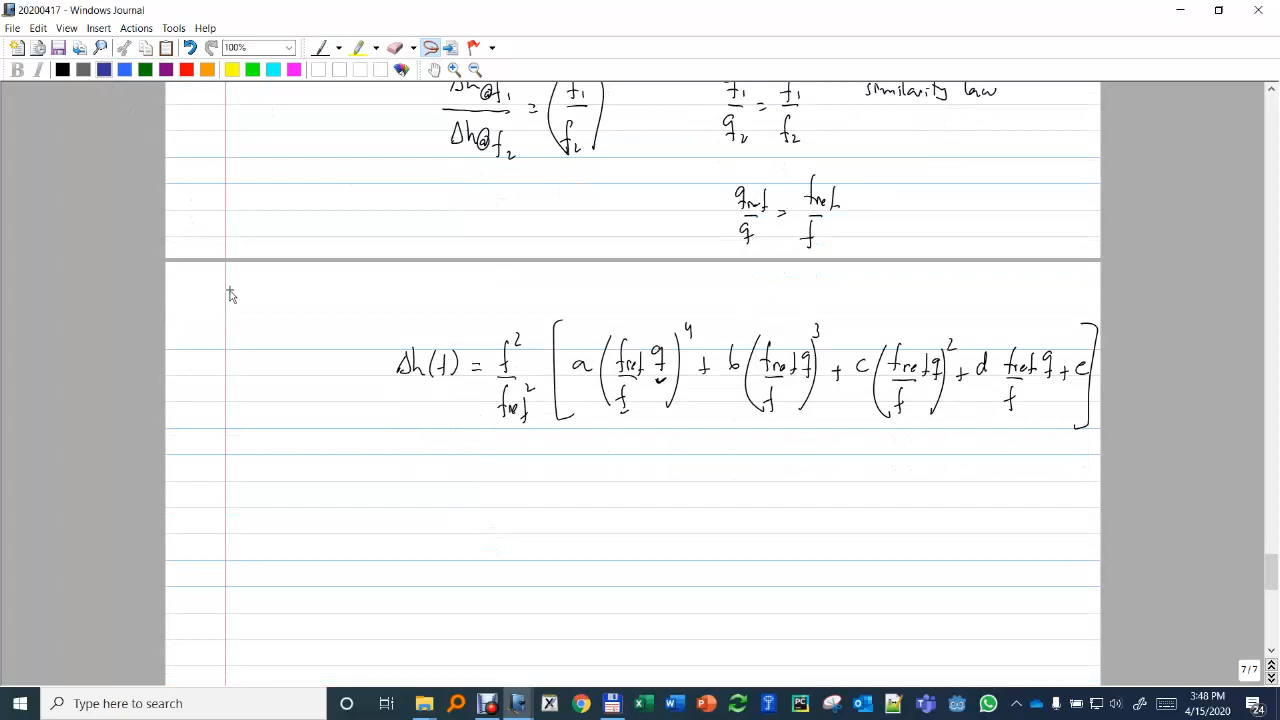 20200417 - Windows Journal
File Edit View Insert Actions Tools Help
100%
B I
Δh@f₁ / Δh@f₂ = (f₁ / f₂)
f₁ / q₂ = f₁ / f₂
similarity law
qref / q = fref / f
Δh(f) = f² / fref² [ a (fref q / f)⁴ + b (fref q / f)³ + c (fref q / f)² + d fref q / f + e ]
7/7
Type here to search
3:48 PM
4/15/2020
24